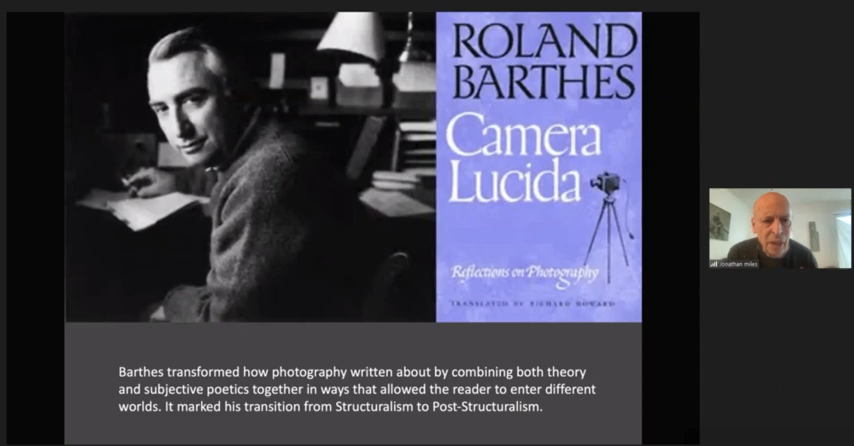 ROLAND
BARTHES
Camera
Lucida
Reflections on Photography
TRANSLATED BY RICHARD HOWARD
Barthes transformed how photography written about by combining both theory
and subjective poetics together in ways that allowed the reader to enter different
worlds. It marked his transition from Structuralism to Post-Structuralism.
Jonathan miles